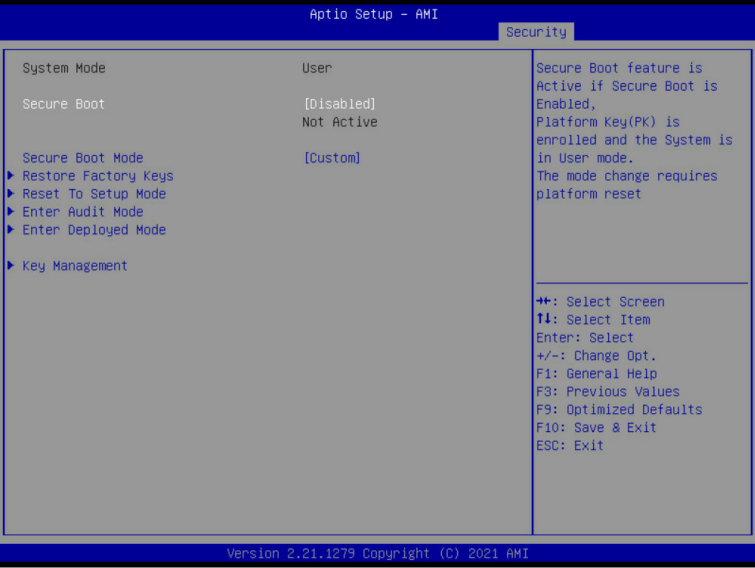 Aptio Setup - AMI
Security
System Mode User
Secure Boot [Disabled]
Not Active
Secure Boot Mode [Custom]
▶ Restore Factory Keys
▶ Reset To Setup Mode
▶ Enter Audit Mode
▶ Enter Deployed Mode
▶ Key Management
Secure Boot feature is
Active if Secure Boot is
Enabled,
Platform Key(PK) is
enrolled and the System is
in User mode.
The mode change requires
platform reset
→←: Select Screen
↑↓: Select Item
Enter: Select
+/-: Change Opt.
F1: General Help
F3: Previous Values
F9: Optimized Defaults
F10: Save & Exit
ESC: Exit
Version 2.21.1279 Copyright (C) 2021 AMI